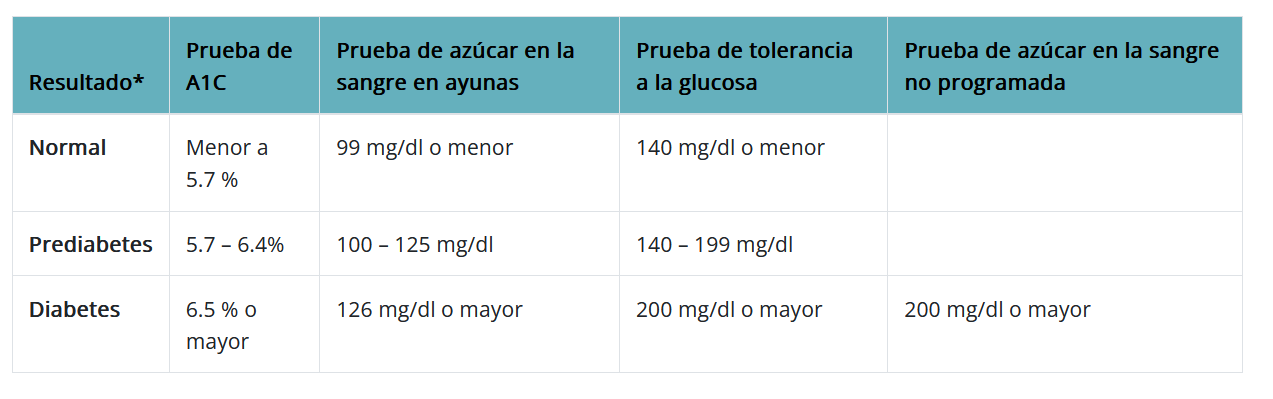 Resultado*
Prueba de
A1C
Prueba de azúcar en la
sangre en ayunas
Prueba de tolerancia
a la glucosa
Prueba de azúcar en la sangre
no programada
Normal
Menor a
5.7 %
99 mg/dl o menor
140 mg/dl o menor
Prediabetes
5.7 – 6.4%
100 – 125 mg/dl
140 – 199 mg/dl
Diabetes
6.5 % o
mayor
126 mg/dl o mayor
200 mg/dl o mayor
200 mg/dl o mayor